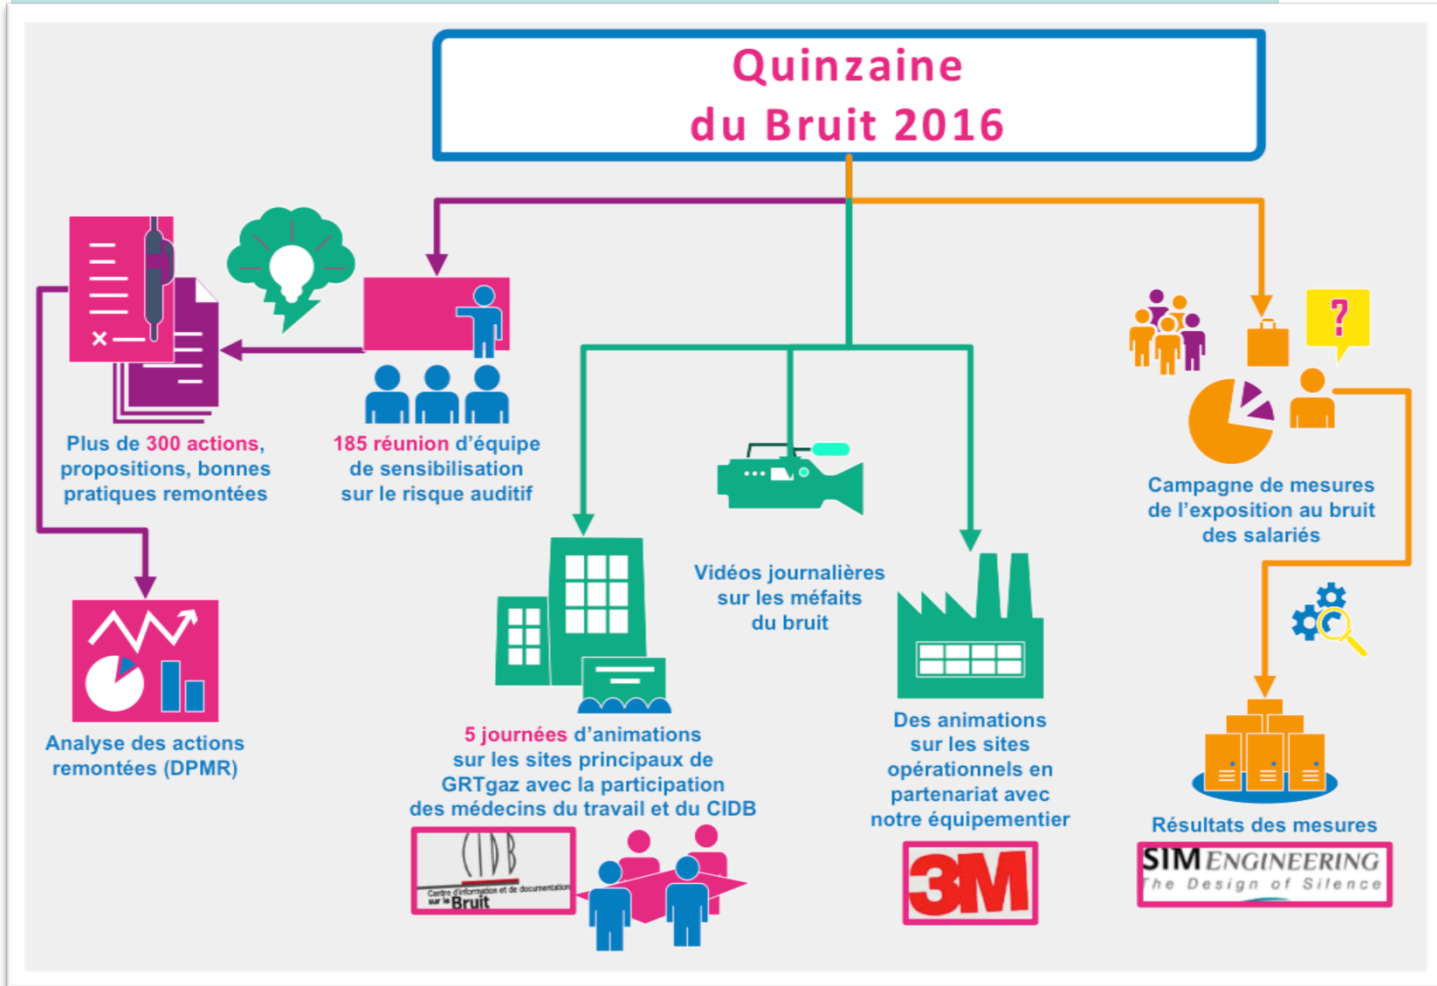 Quinzaine
du Bruit 2016
Plus de 300 actions,
propositions, bonnes
pratiques remontées
185 réunion d'équipe
de sensibilisation
sur le risque auditif
Analyse des actions
remontées (DPMR)
Vidéos journalières
sur les méfaits
du bruit
5 journées d'animations
sur les sites principaux de
GRTgaz avec la participation
des médecins du travail et du CIDB
CIDB
Centre d'information et de documentation
sur le Bruit
Des animations
sur les sites
opérationnels en
partenariat avec
notre équipementier
3M
?
Campagne de mesures
de l'exposition au bruit
des salariés
Résultats des mesures
SIM ENGINEERING
The Design of Silence